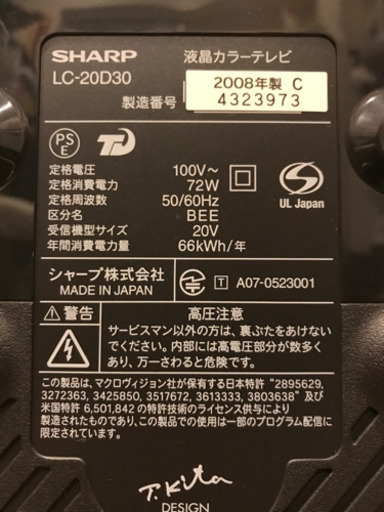 SHARP 液晶カラーテレビ
LC-20D30
製造番号 2008年製 C
4323973
PS
E
定格電圧 100V~
定格消費電力 72W
定格周波数 50/60Hz
区分名 BEE
受信機型サイズ 20V
年間消費電力量 66kWh/年
UL Japan
シャープ株式会社
MADE IN JAPAN
T A07-0523001
警告 高圧注意
サービスマン以外の方は、裏ぶたをあけない
でください。内部には高電圧部分が数多く
あり、万一さわると危険です。
この製品は、マクロヴィジョン社が保有する日本特許 "2895629,
3272363, 3425850, 3517672, 3613333, 3803638" 及び
米国特許 6,501,842 の特許技術のライセンス供与により
製造されたものであり、この製品での使用は一部のプログラム配信に
限定されています。
T.Kita
DESIGN